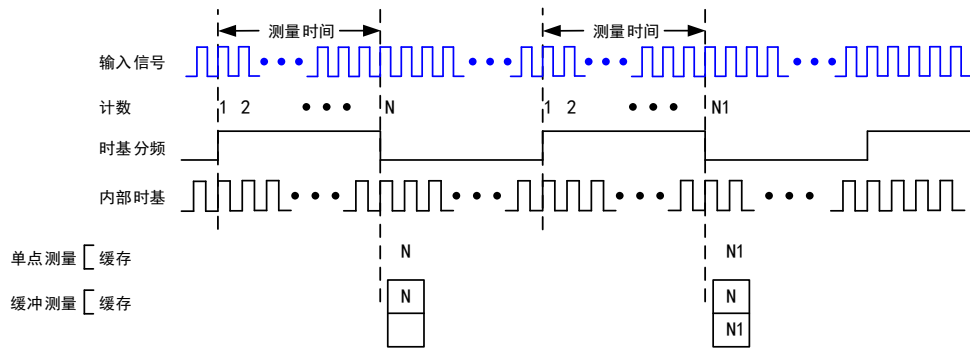 测量时间 测量时间
输入信号
计数 1 2 N 1 2 N1
时基分频
内部时基
单点测量 缓存 N N1
缓冲测量 缓存 N N
N1